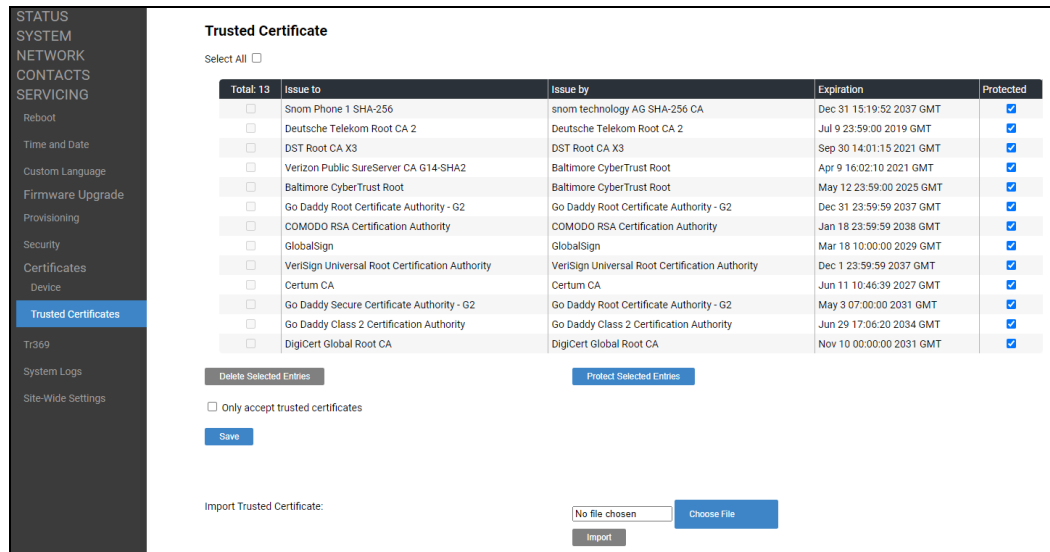 STATUS
SYSTEM
NETWORK
CONTACTS
SERVICING
Reboot
Time and Date
Custom Language
Firmware Upgrade
Provisioning
Security
Certificates
Device
Trusted Certificates
Tr369
System Logs
Site-Wide Settings
Trusted Certificate
Select All
Total: 13 Issue to Issue by Expiration Protected
Snom Phone 1 SHA-256 snom technology AG SHA-256 CA Dec 31 15:19:52 2037 GMT
Deutsche Telekom Root CA 2 Deutsche Telekom Root CA 2 Jul 9 23:59:00 2019 GMT
DST Root CA X3 DST Root CA X3 Sep 30 14:01:15 2021 GMT
Verizon Public SureServer CA G14-SHA2 Baltimore CyberTrust Root Apr 9 16:02:10 2021 GMT
Baltimore CyberTrust Root Baltimore CyberTrust Root May 12 23:59:00 2025 GMT
Go Daddy Root Certificate Authority - G2 Go Daddy Root Certificate Authority - G2 Dec 31 23:59:59 2037 GMT
COMODO RSA Certification Authority COMODO RSA Certification Authority Jan 18 23:59:59 2038 GMT
GlobalSign GlobalSign Mar 18 10:00:00 2029 GMT
VeriSign Universal Root Certification Authority VeriSign Universal Root Certification Authority Dec 1 23:59:59 2037 GMT
Certum CA Certum CA Jun 11 10:46:39 2027 GMT
Go Daddy Secure Certificate Authority - G2 Go Daddy Root Certificate Authority - G2 May 3 07:00:00 2031 GMT
Go Daddy Class 2 Certification Authority Go Daddy Class 2 Certification Authority Jun 29 17:06:20 2034 GMT
DigiCert Global Root CA DigiCert Global Root CA Nov 10 00:00:00 2031 GMT
Delete Selected Entries Protect Selected Entries
Only accept trusted certificates
Save
Import Trusted Certificate: No file chosen Choose File
Import